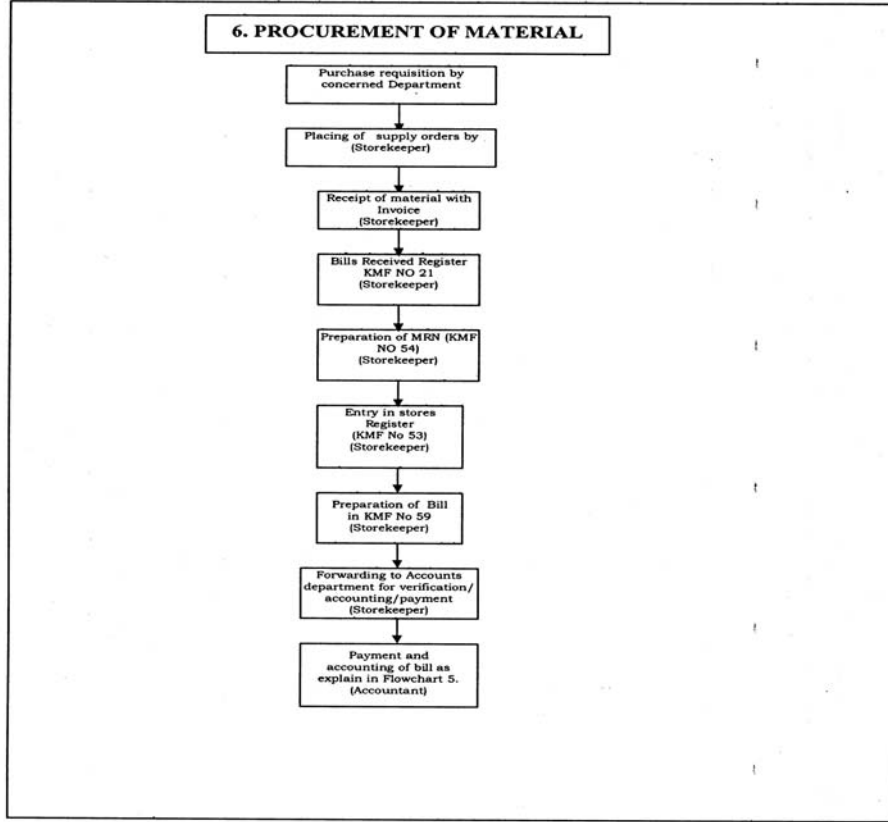 6. PROCUREMENT OF MATERIAL
Purchase requisition by
concerned Department
Placing of supply orders by
(Storekeeper)
Receipt of material with
Invoice
(Storekeeper)
Bills Received Register
KMF NO 21
(Storekeeper)
Preparation of MRN (KMF
NO 54)
(Storekeeper)
Entry in stores
Register
(KMF No 53)
(Storekeeper)
Preparation of Bill
in KMF No 59
(Storekeeper)
Forwarding to Accounts
department for verification/
accounting/payment
(Storekeeper)
Payment and
accounting of bill as
explain in Flowchart 5.
(Accountant)